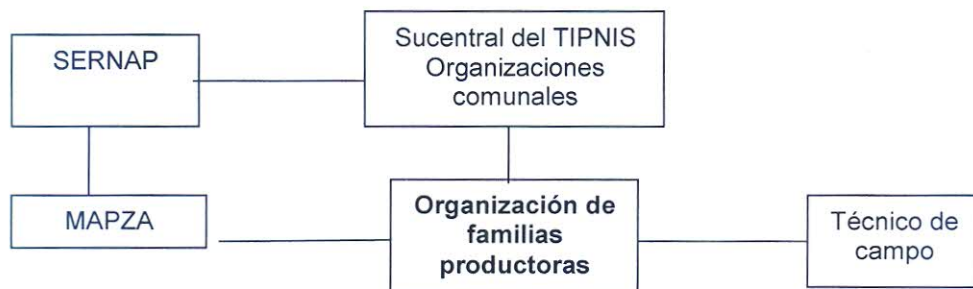 SERNAP
Sucentral del TIPNIS
Organizaciones
comunales
MAPZA
Organización de
familias
productoras
Técnico de
campo